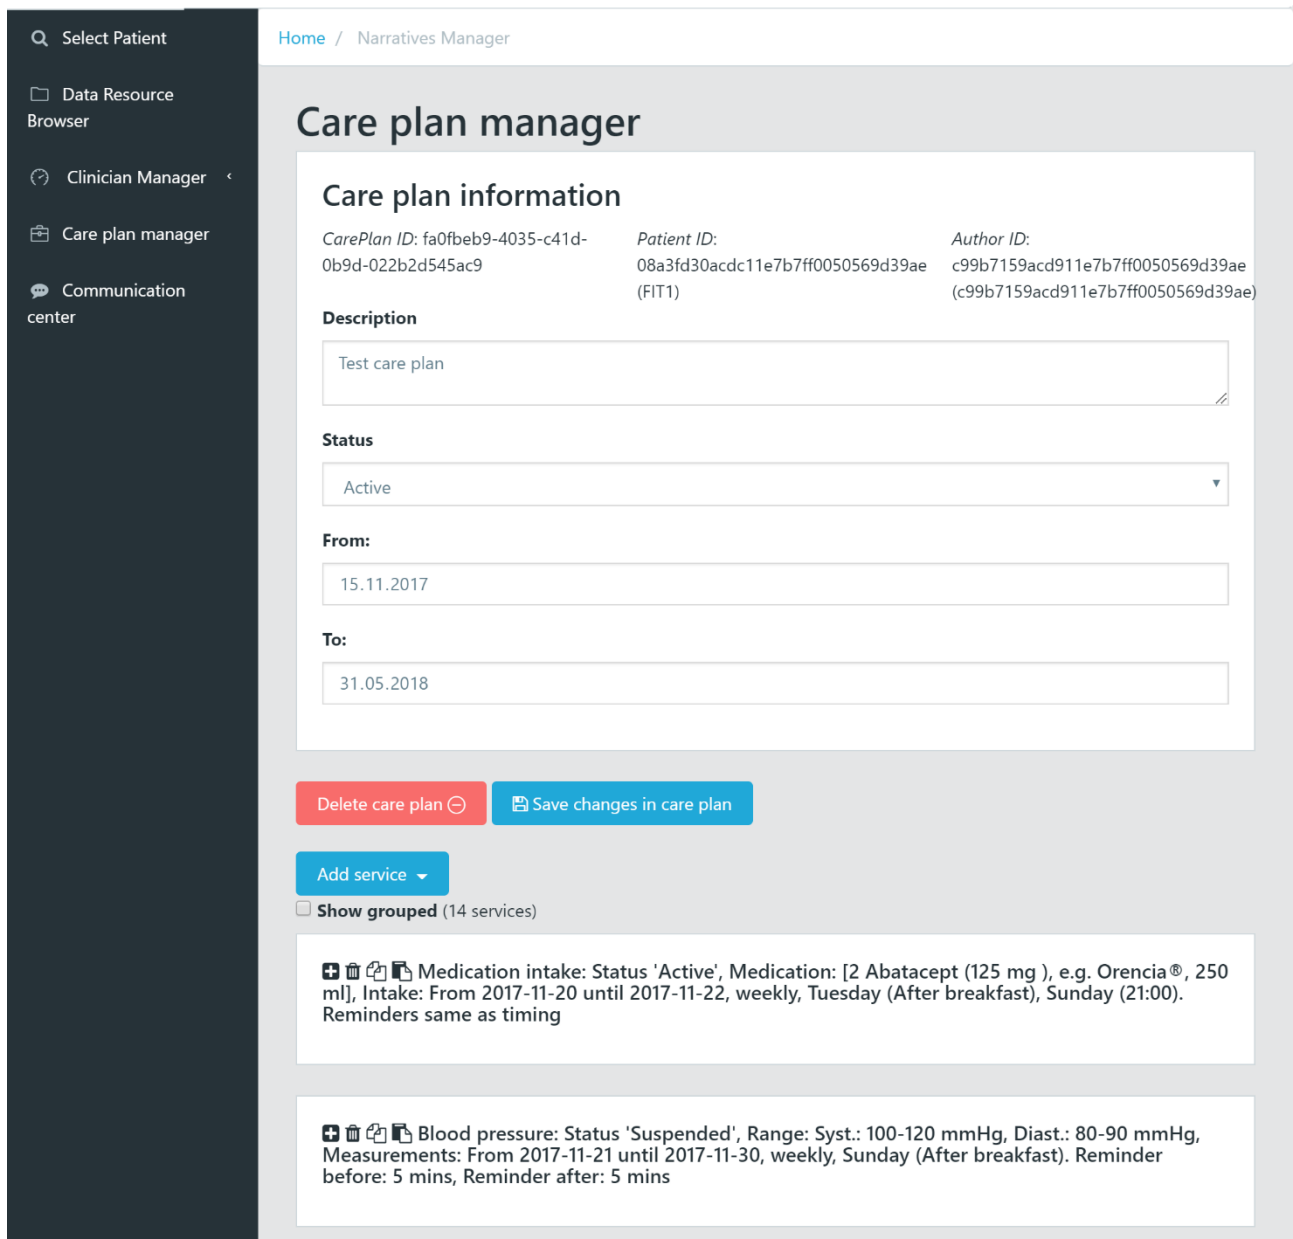 Select Patient
Data Resource
Browser
Clinician Manager
Care plan manager
Communication
center
Home / Narratives Manager
Care plan manager
Care plan information
CarePlan ID: fa0fbeb9-4035-c41d-
0b9d-022b2d545ac9
Patient ID:
08a3fd30acdc11e7b7ff0050569d39ae
(FIT1)
Author ID:
c99b7159acd911e7b7ff0050569d39ae
(c99b7159acd911e7b7ff0050569d39ae)
Description
Test care plan
Status
Active
From:
15.11.2017
To:
31.05.2018
Delete care plan
Save changes in care plan
Add service
Show grouped (14 services)
Medication intake: Status 'Active', Medication: [2 Abatacept (125 mg ), e.g. Orencia®, 250
ml], Intake: From 2017-11-20 until 2017-11-22, weekly, Tuesday (After breakfast), Sunday (21:00).
Reminders same as timing
Blood pressure: Status 'Suspended', Range: Syst.: 100-120 mmHg, Diast.: 80-90 mmHg,
Measurements: From 2017-11-21 until 2017-11-30, weekly, Sunday (After breakfast). Reminder
before: 5 mins, Reminder after: 5 mins